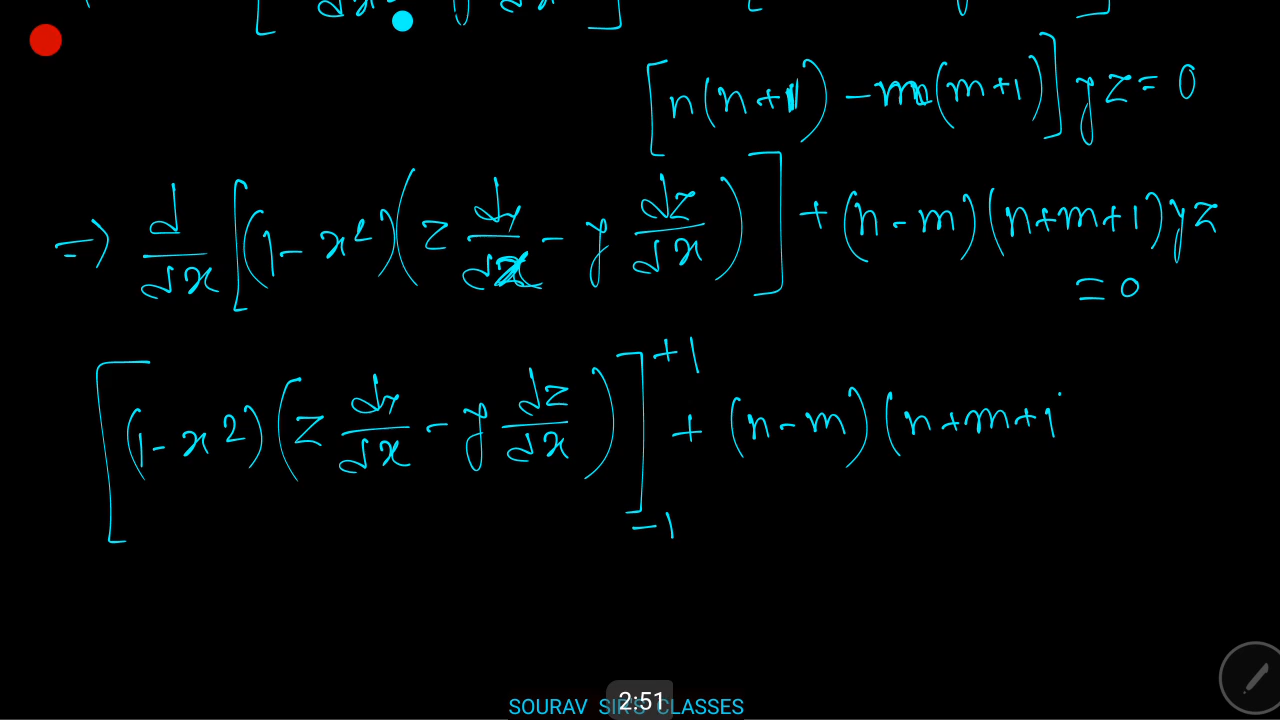 [n(n+1) - m(m+1)] yz = 0
=> d/dx [(1-x²)(z dy/dx - y dz/dx)] + (n-m)(n+m+1)yz
= 0
[(1-x²)(z dy/dx - y dz/dx)]₋₁⁺¹ + (n-m)(n+m+1
2:51
SOURAV SIR'S CLASSES